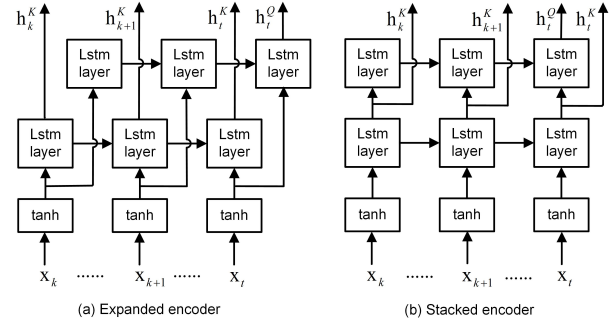 h_k^K h_{k+1}^K h_t^K h_t^Q h_k^K h_{k+1}^K h_t^Q h_t^K
Lstm layer Lstm layer Lstm layer Lstm layer Lstm layer Lstm layer
Lstm layer Lstm layer Lstm layer Lstm layer Lstm layer Lstm layer
tanh tanh tanh tanh tanh tanh
x_k ...... x_{k+1} ...... x_t x_k ...... x_{k+1} ...... x_t
(a) Expanded encoder (b) Stacked encoder